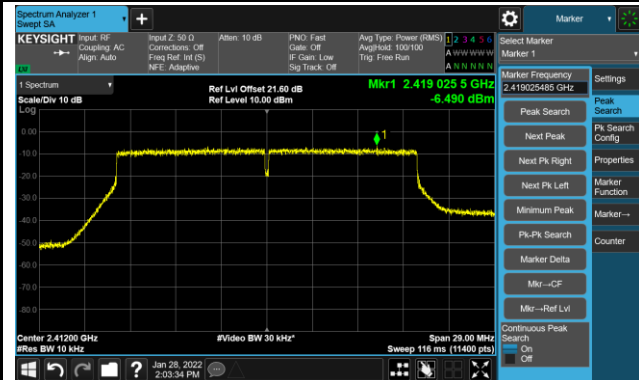 Spectrum Analyzer 1
Swept SA
+
Marker
KEYSIGHT
Input: RF
Coupling: AC
Align: Auto
Input Z: 50 Ω
Corrections: Off
Freq Ref: Int (S)
NFE: Adaptive
Atten: 10 dB
PNO: Fast
Gate: Off
IF Gain: Low
Sig Track: Off
Avg Type: Power (RMS)
Avg|Hold: 100/100
Trig: Free Run
1 2 3 4 5 6
A W W W W W
A N N N N N
Select Marker
Marker 1
1 Spectrum
Scale/Div 10 dB
Log
Ref Lvl Offset 21.60 dB
Ref Level 10.00 dBm
Mkr1 2.419 025 5 GHz
-6.490 dBm
1
0.00
-10.0
-20.0
-30.0
-40.0
-50.0
-60.0
-70.0
-80.0
Center 2.41200 GHz
#Res BW 10 kHz
#Video BW 30 kHz*
Span 29.00 MHz
Sweep 116 ms (11400 pts)
Marker Frequency
2.419025485 GHz
Peak Search
Next Peak
Next Pk Right
Next Pk Left
Minimum Peak
Pk-Pk Search
Marker Delta
Mkr→CF
Mkr→Ref Lvl
Continuous Peak
Search
On
Off
Settings
Peak
Search
Pk Search
Config
Properties
Marker
Function
Marker→
Counter
?
Jan 28, 2022
2:03:34 PM